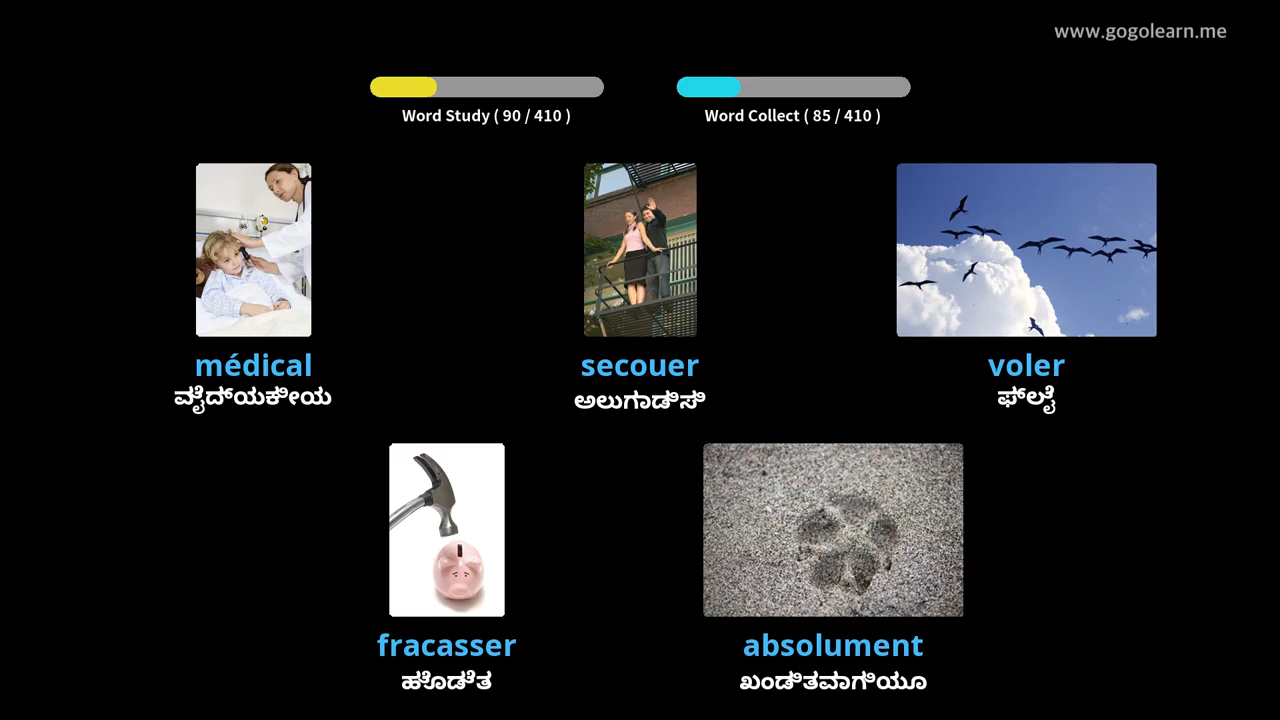 www.gogolearn.me
Word Study ( 90 / 410 )
Word Collect ( 85 / 410 )
médical
ವೈದ್ಯಕೀಯ
secouer
ಅಲುಗಾಡಿಸಿ
voler
ಫ್ಲೈ
fracasser
ಹೊಡೆತ
absolument
ಖಂಡಿತವಾಗಿಯೂ